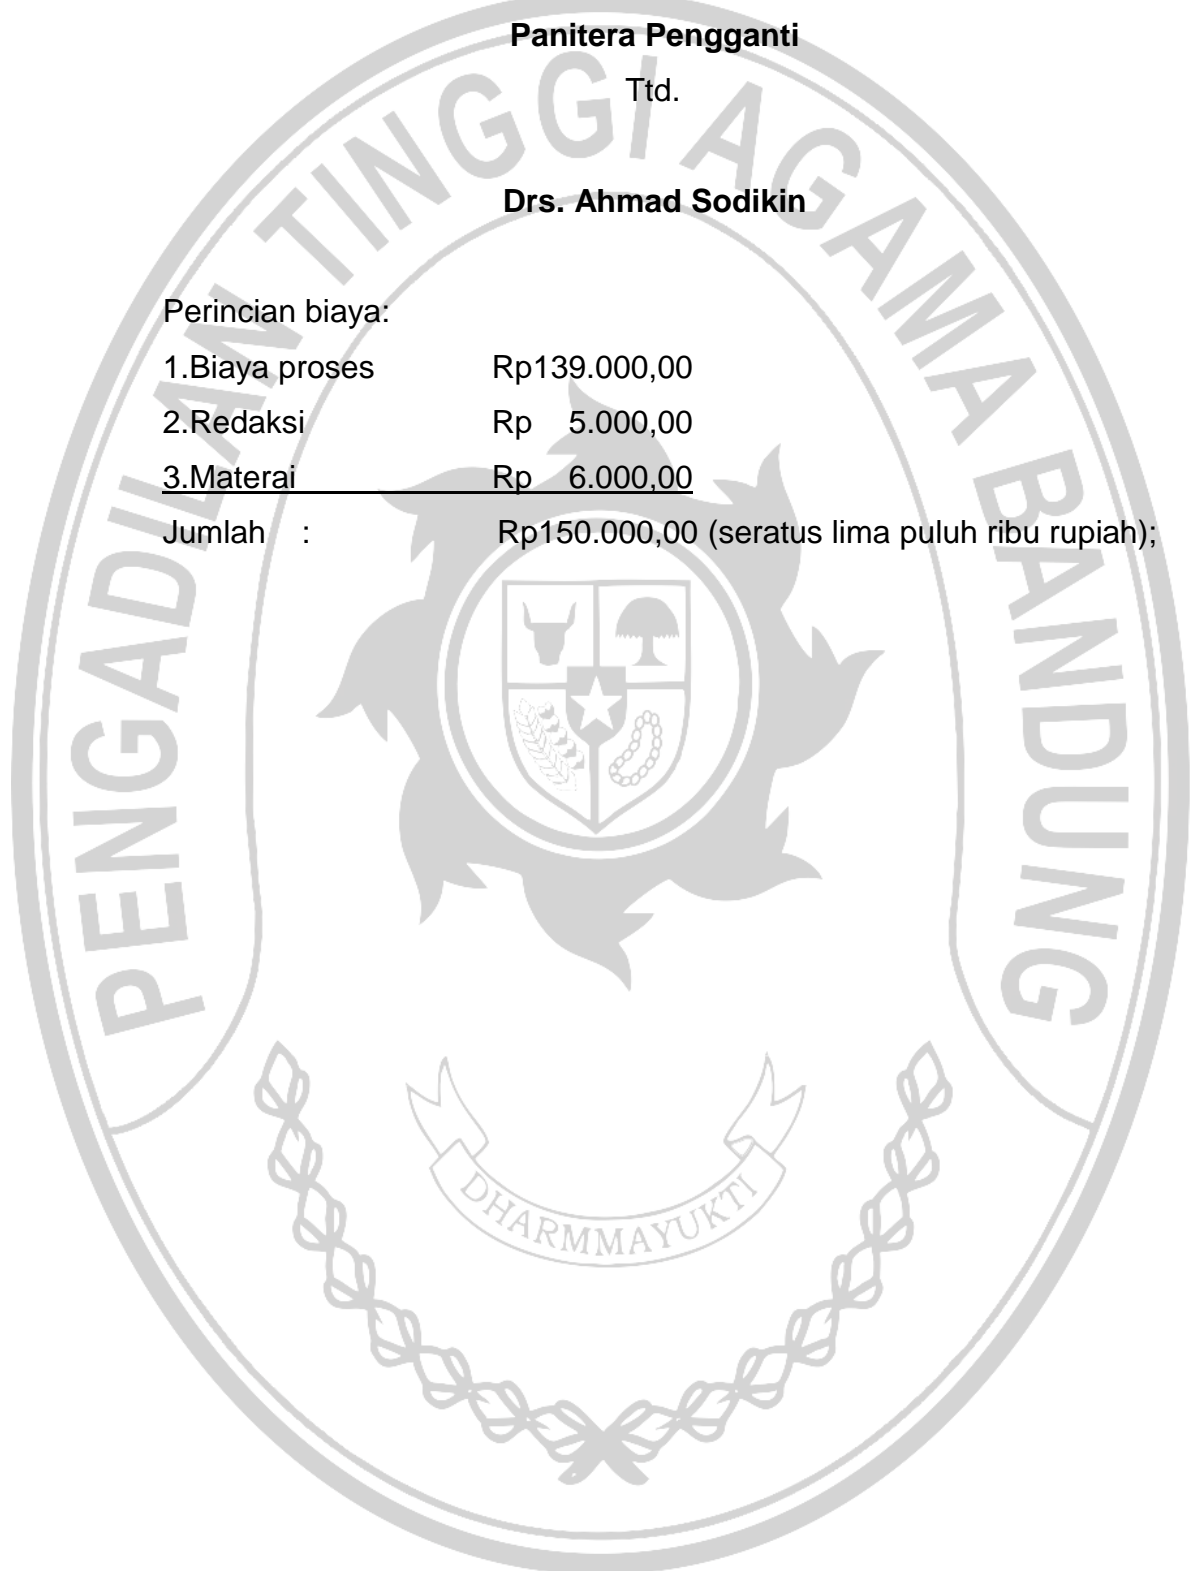 Panitera Pengganti
Ttd.
Drs. Ahmad Sodikin
Perincian biaya:
1.Biaya proses Rp139.000,00
2.Redaksi Rp 5.000,00
3.Materai Rp 6.000,00
Jumlah : Rp150.000,00 (seratus lima puluh ribu rupiah);
PENGADILAN TINGGI AGAMA BANDUNG
DHARMMAYUKTI